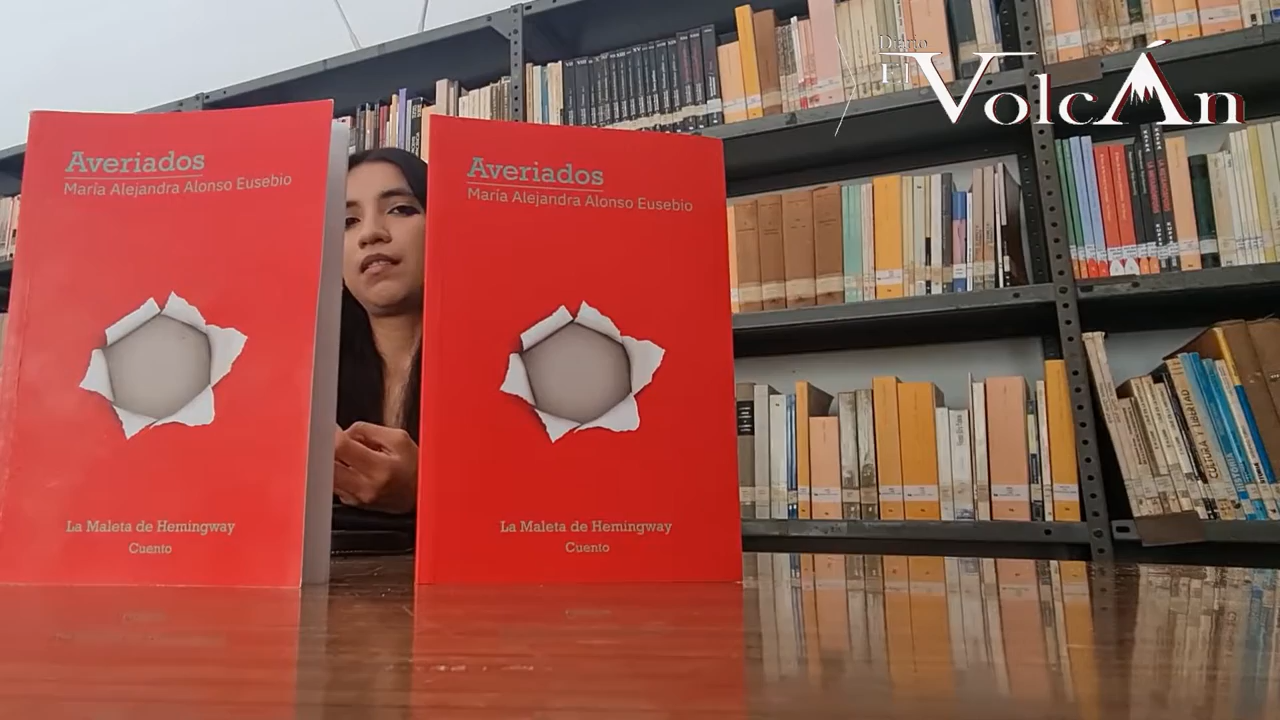 Averiados
María Alejandra Alonso Eusebio
La Maleta de Hemingway
Cuento
Averiados
María Alejandra Alonso Eusebio
La Maleta de Hemingway
Cuento
Diario
El
Volcán
CULTURA Y LIBERTAD
HISTORIA